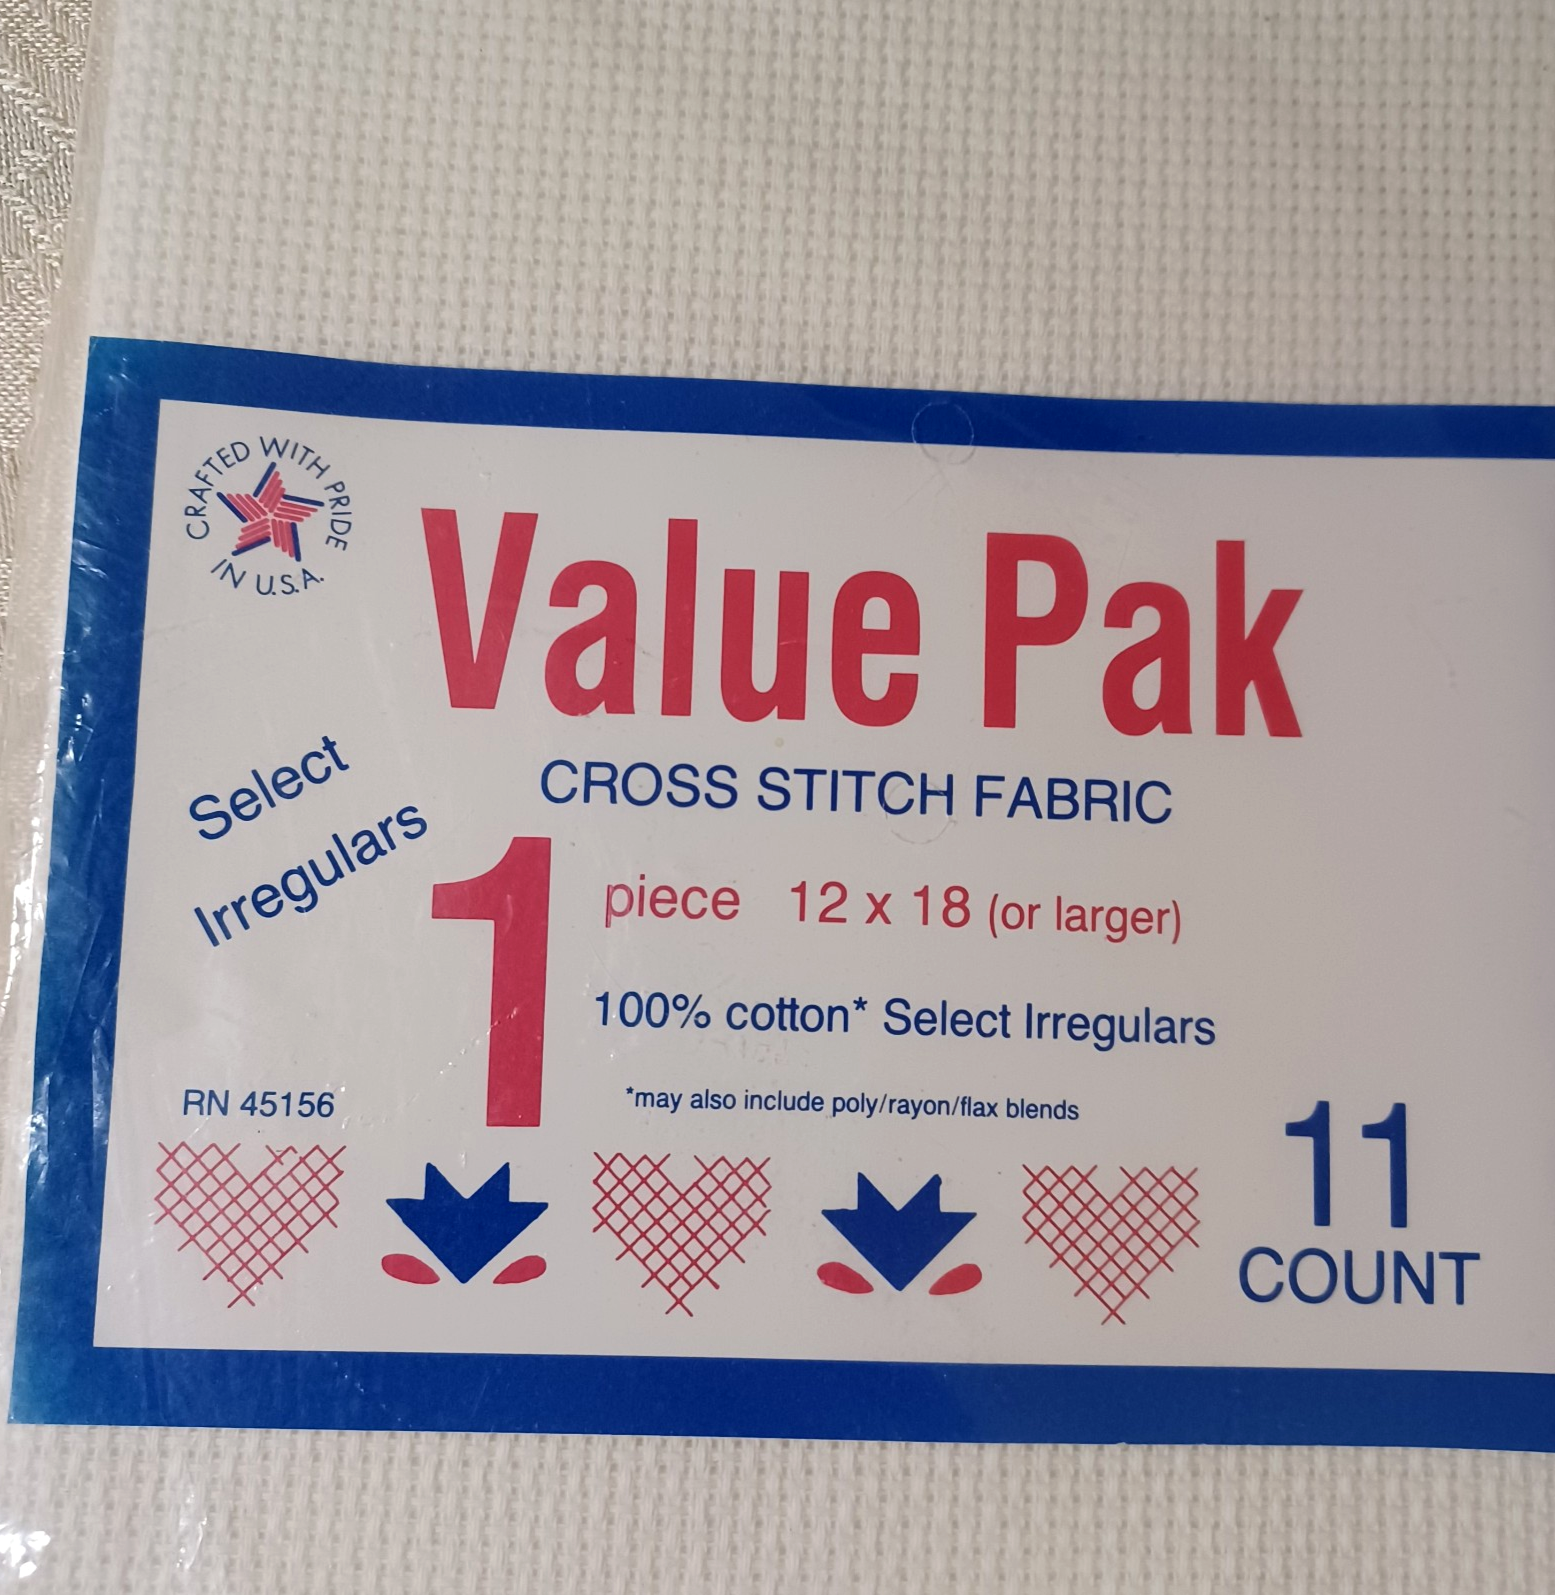 CRAFTED WITH PRIDE
IN U.S.A.
Value Pak
CROSS STITCH FABRIC
Select
Irregulars
1
piece 12 x 18 (or larger)
100% cotton* Select Irregulars
*may also include poly/rayon/flax blends
RN 45156
11
COUNT